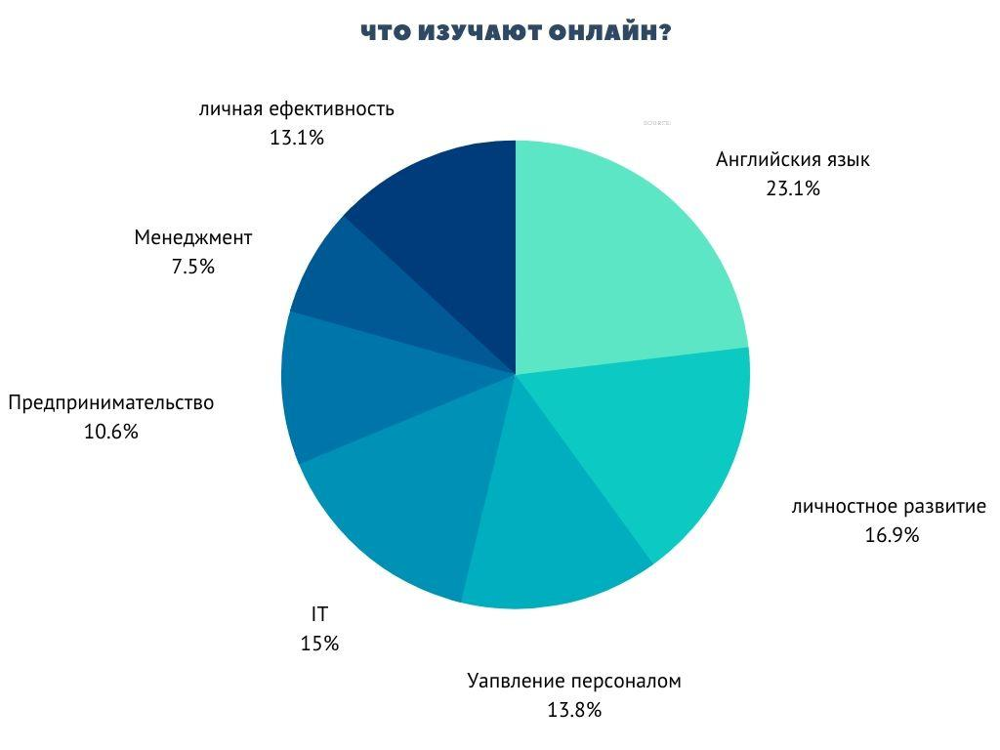 ЧТО ИЗУЧАЮТ ОНЛАЙН?
SOURCE:
Английския язык
23.1%
личностное развитие
16.9%
Уапвление персоналом
13.8%
IT
15%
Предпринимательство
10.6%
Менеджмент
7.5%
личная ефективность
13.1%